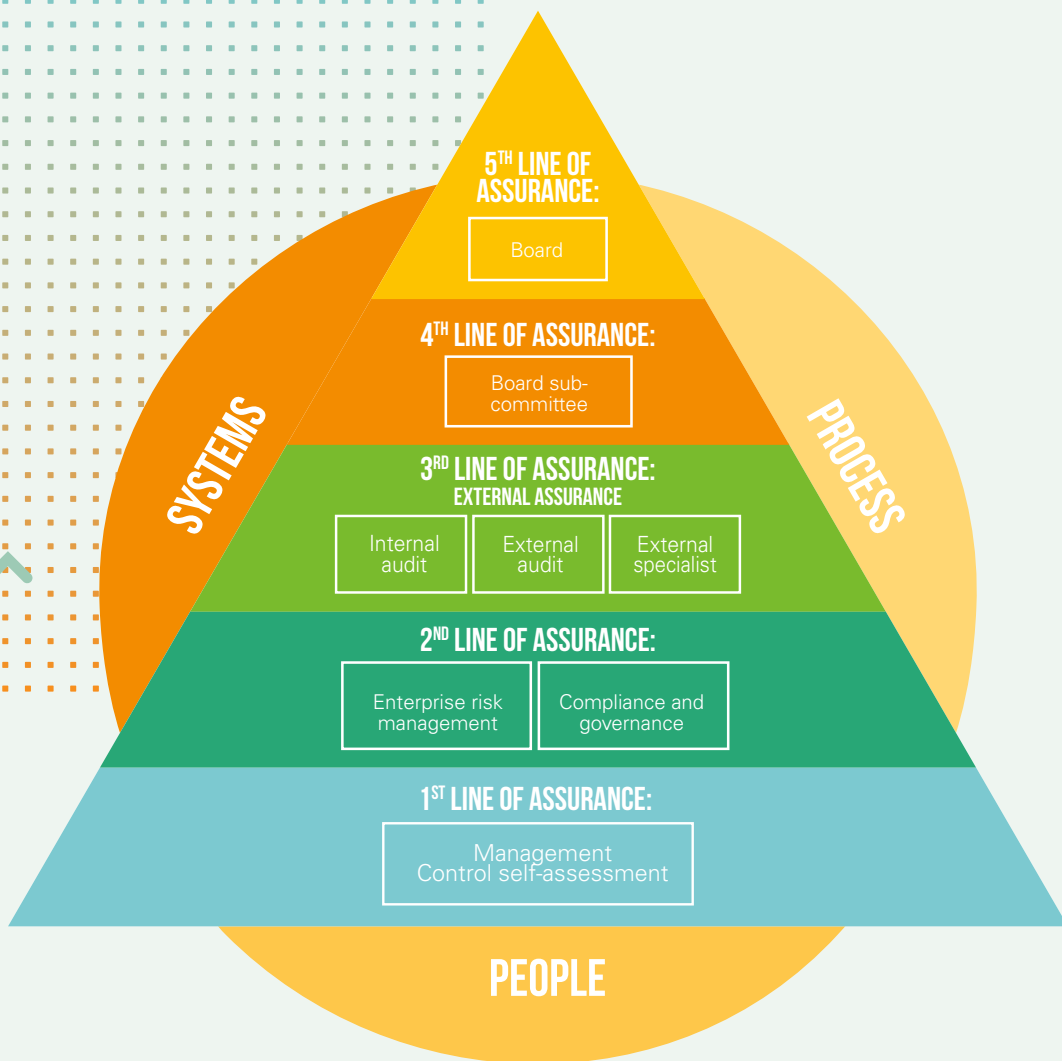 5TH LINE OF
ASSURANCE:
Board
4TH LINE OF ASSURANCE:
Board sub-
committee
SYSTEMS
PROCESS
3RD LINE OF ASSURANCE:
EXTERNAL ASSURANCE
Internal
audit
External
audit
External
specialist
2ND LINE OF ASSURANCE:
Enterprise risk
management
Compliance and
governance
1ST LINE OF ASSURANCE:
Management
Control self-assessment
PEOPLE